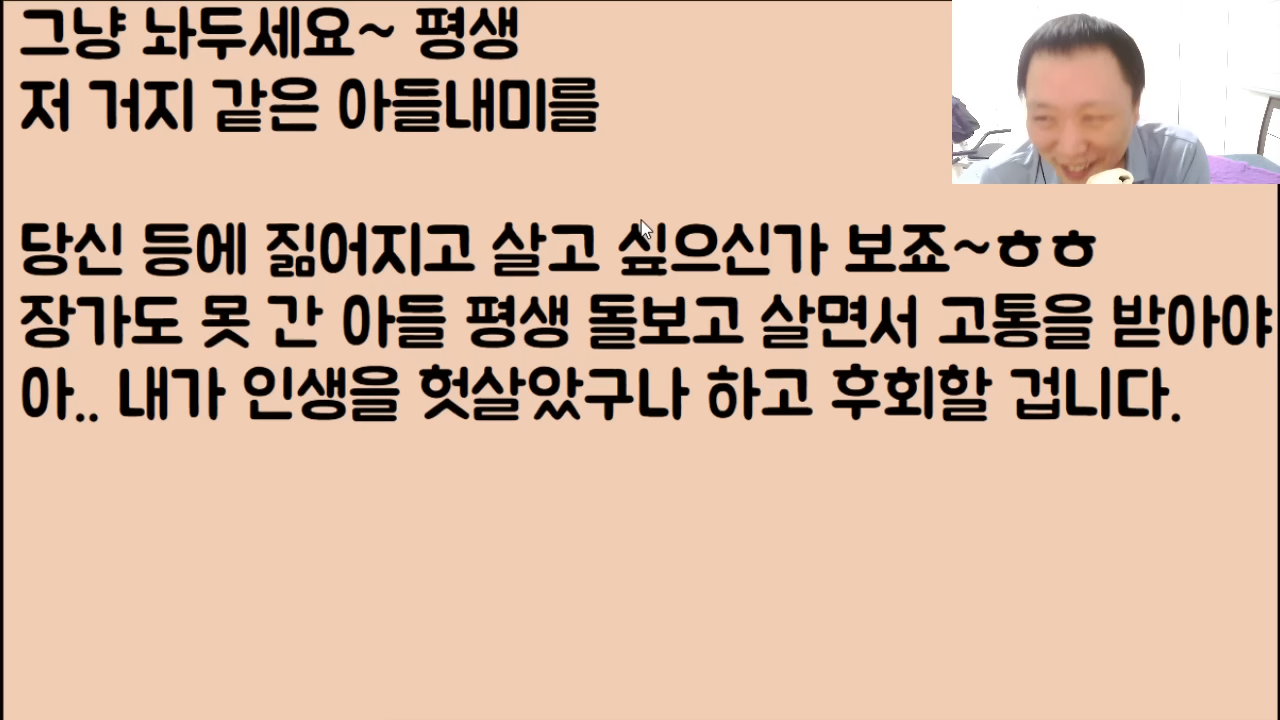 그냥 놔두세요~ 평생
저 거지 같은 아들내미를
당신 등에 짊어지고 살고 싶으신가 보죠~ㅎㅎ
장가도 못 간 아들 평생 돌보고 살면서 고통을 받아야
아.. 내가 인생을 헛살았구나 하고 후회할 겁니다.